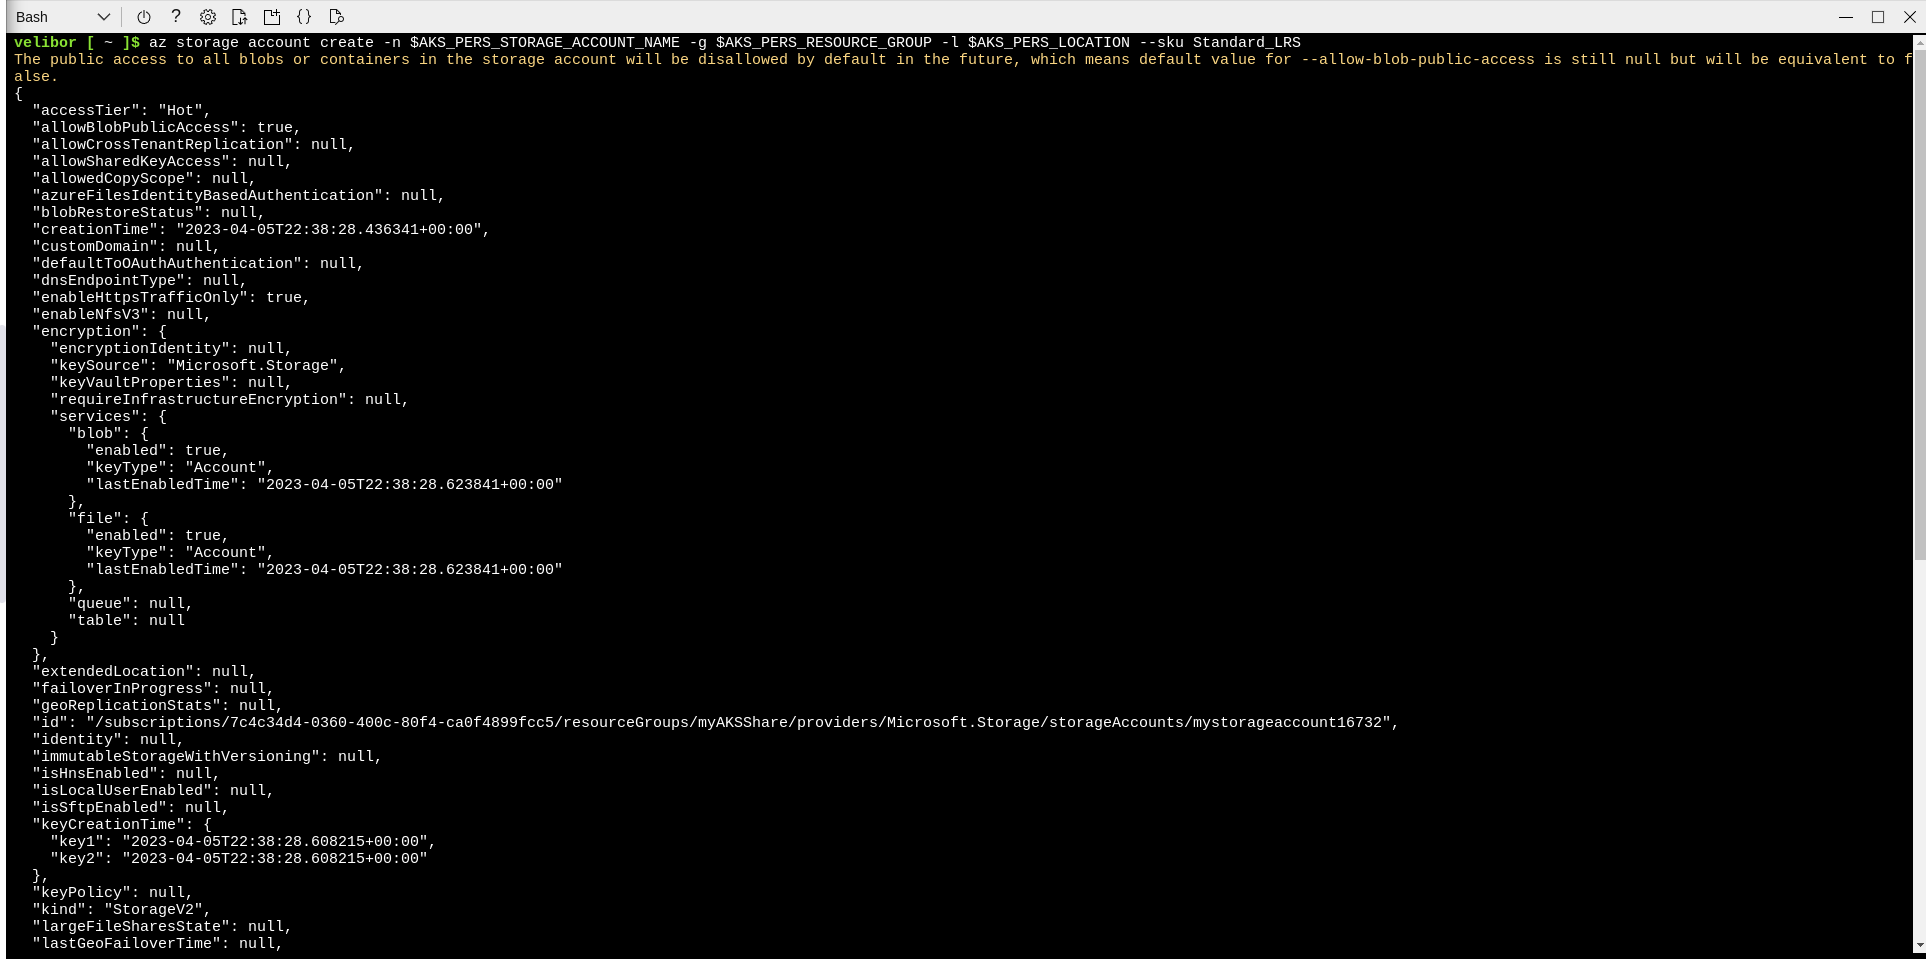 Bash
velibor [ ~ ]$ az storage account create -n $AKS_PERS_STORAGE_ACCOUNT_NAME -g $AKS_PERS_RESOURCE_GROUP -l $AKS_PERS_LOCATION --sku Standard_LRS
The public access to all blobs or containers in the storage account will be disallowed by default in the future, which means default value for --allow-blob-public-access is still null but will be equivalent to f
alse.
{
  "accessTier": "Hot",
  "allowBlobPublicAccess": true,
  "allowCrossTenantReplication": null,
  "allowSharedKeyAccess": null,
  "allowedCopyScope": null,
  "azureFilesIdentityBasedAuthentication": null,
  "blobRestoreStatus": null,
  "creationTime": "2023-04-05T22:38:28.436341+00:00",
  "customDomain": null,
  "defaultToOAuthAuthentication": null,
  "dnsEndpointType": null,
  "enableHttpsTrafficOnly": true,
  "enableNfsV3": null,
  "encryption": {
    "encryptionIdentity": null,
    "keySource": "Microsoft.Storage",
    "keyVaultProperties": null,
    "requireInfrastructureEncryption": null,
    "services": {
      "blob": {
        "enabled": true,
        "keyType": "Account",
        "lastEnabledTime": "2023-04-05T22:38:28.623841+00:00"
      },
      "file": {
        "enabled": true,
        "keyType": "Account",
        "lastEnabledTime": "2023-04-05T22:38:28.623841+00:00"
      },
      "queue": null,
      "table": null
    }
  },
  "extendedLocation": null,
  "failoverInProgress": null,
  "geoReplicationStats": null,
  "id": "/subscriptions/7c4c34d4-0360-400c-80f4-ca0f4899fcc5/resourceGroups/myAKSShare/providers/Microsoft.Storage/storageAccounts/mystorageaccount16732",
  "identity": null,
  "immutableStorageWithVersioning": null,
  "isHnsEnabled": null,
  "isLocalUserEnabled": null,
  "isSftpEnabled": null,
  "keyCreationTime": {
    "key1": "2023-04-05T22:38:28.608215+00:00",
    "key2": "2023-04-05T22:38:28.608215+00:00"
  },
  "keyPolicy": null,
  "kind": "StorageV2",
  "largeFileSharesState": null,
  "lastGeoFailoverTime": null,